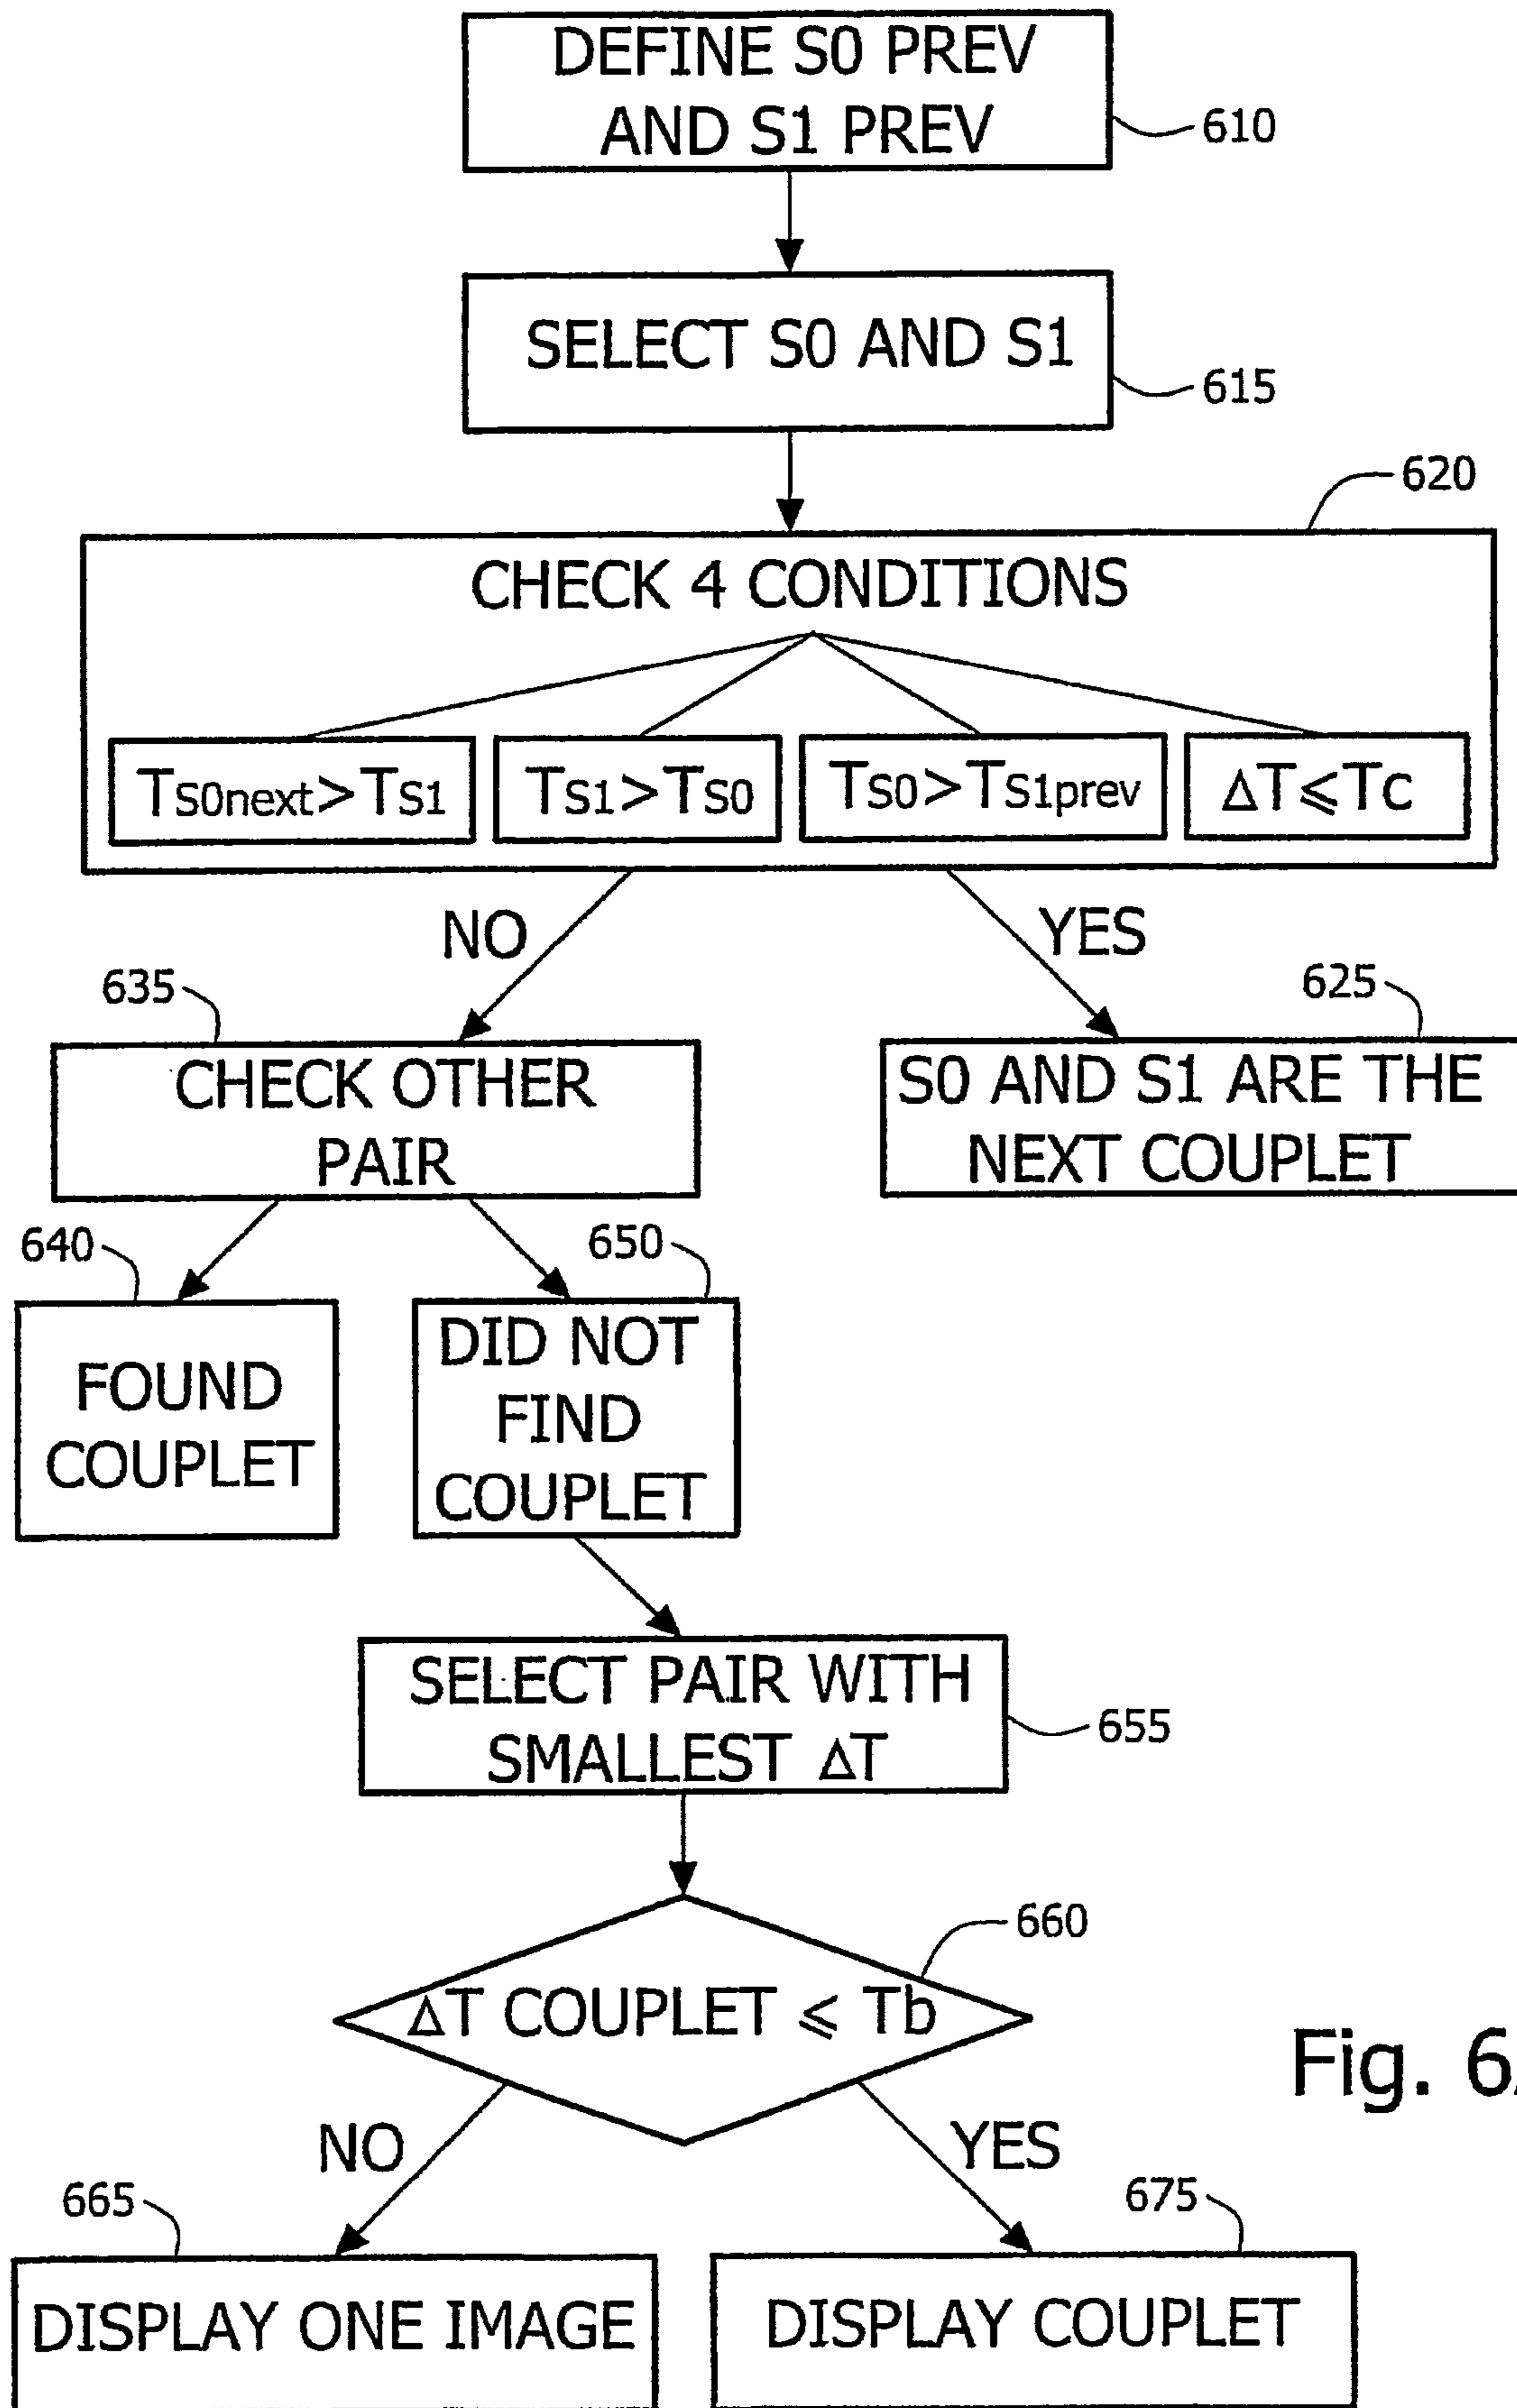 DEFINE S0 PREV
AND S1 PREV
610
SELECT S0 AND S1
615
620
CHECK 4 CONDITIONS
TS0next>TS1
TS1>TS0
TS0>TS1prev
ΔT⩽Tc
NO
YES
635
625
CHECK OTHER
PAIR
S0 AND S1 ARE THE
NEXT COUPLET
640
650
FOUND
COUPLET
DID NOT
FIND
COUPLET
SELECT PAIR WITH
SMALLEST ΔT
655
660
ΔT COUPLET ⩽ Tb
Fig. 6
NO
YES
665
675
DISPLAY ONE IMAGE
DISPLAY COUPLET